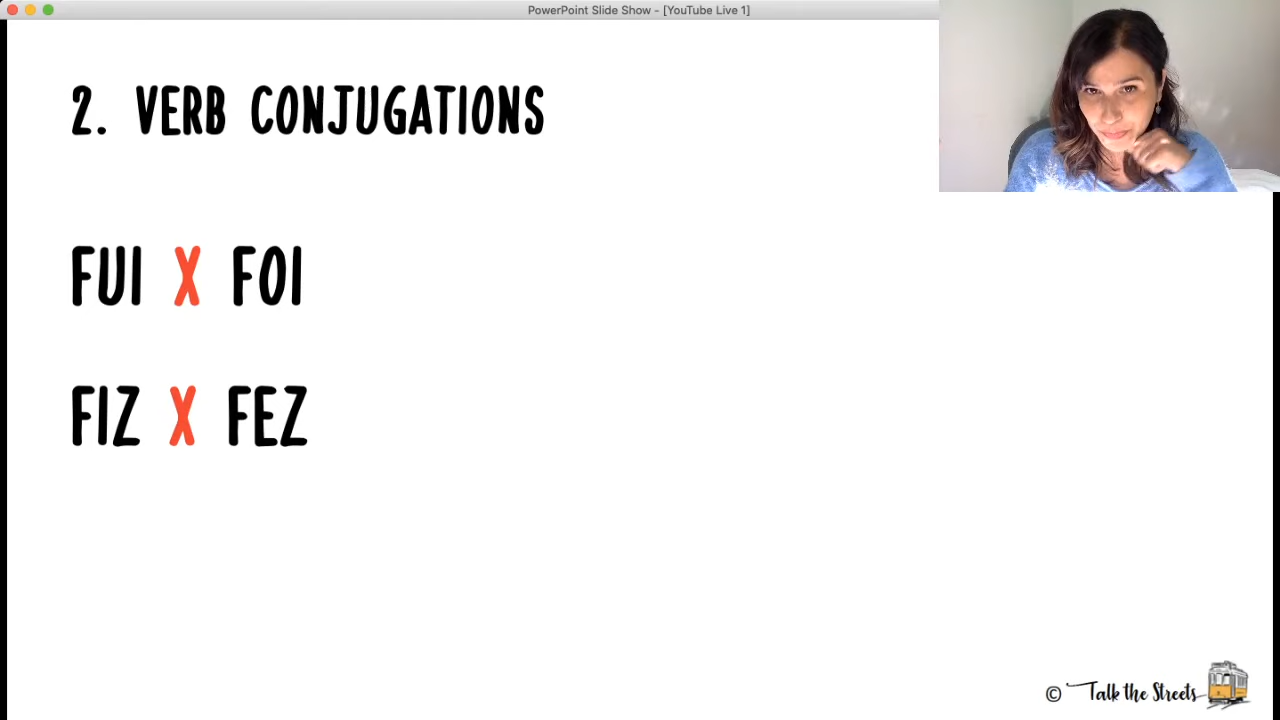 PowerPoint Slide Show - [YouTube Live 1]
2. VERB CONJUGATIONS
FUI X FOI
FIZ X FEZ
© Talk the Streets